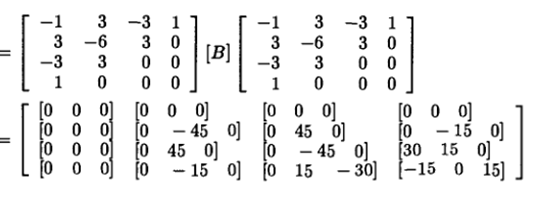 -1 3 -3 1 -1 3 -3 1
3 -6 3 0 3 -6 3 0
= [B]
-3 3 0 0 -3 3 0 0
1 0 0 0 1 0 0 0
[0 0 0] [0 0 0] [0 0 0] [0 0 0]
[0 0 0] [0 -45 0] [0 45 0] [0 -15 0]
=
[0 0 0] [0 45 0] [0 -45 0] [30 15 0]
[0 0 0] [0 -15 0] [0 15 -30] [-15 0 15]